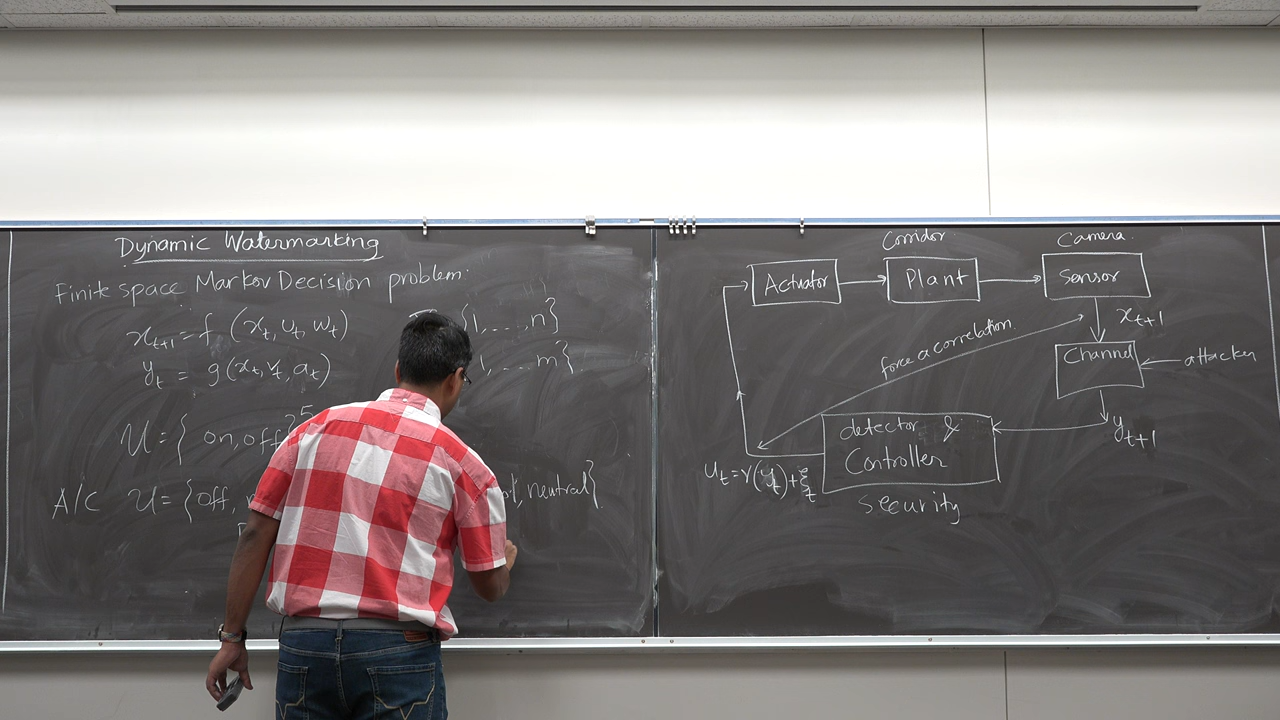 Dynamic Watermarking
Finite space Markov Decision problem.
x_{t+1} = f (x_t, u_t, w_t)
{1, ..., n}
y_t = g(x_t, v_t, a_t)
1, ... m}
U = { on, off }^5
A/C U = {off,
neutral}
Corridor
Camera.
Actuator
Plant
Sensor
x_{t+1}
force a correlation
Channel
attacker
y_{t+1}
detector &
Controller
u_t = γ(y_t) + ξ_t
security